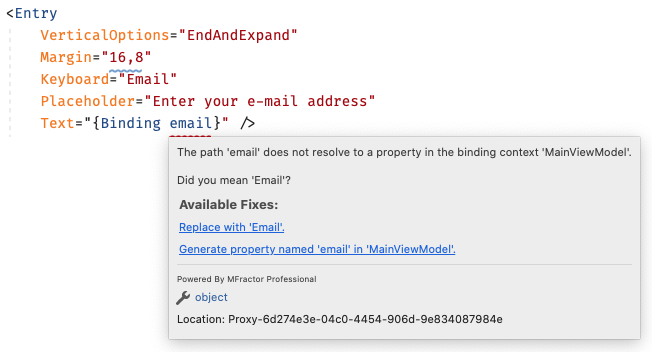 <Entry
VerticalOptions="EndAndExpand"
Margin="16,8"
Keyboard="Email"
Placeholder="Enter your e-mail address"
Text="{Binding email}" />
The path 'email' does not resolve to a property in the binding context 'MainViewModel'.
Did you mean 'Email'?
Available Fixes:
Replace with 'Email'.
Generate property named 'email' in 'MainViewModel'.
Powered By MFractor Professional
object
Location: Proxy-6d274e3e-04c0-4454-906d-9e834087984e